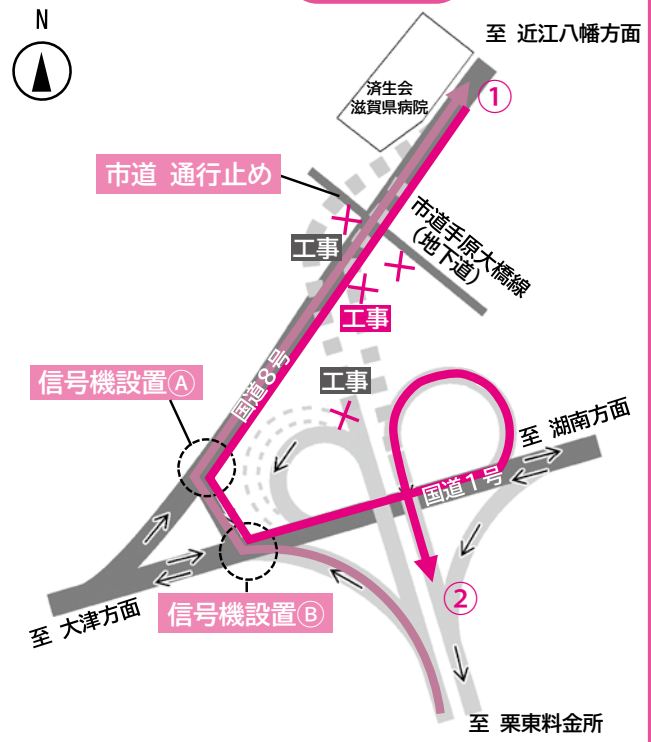 N
至 近江八幡方面
済生会
滋賀県病院
①
市道 通行止め
市道手原大橋線
（地下道）
工事
工事
工事
国道8号
信号機設置Ⓐ
至 湖南方面
国道1号
②
信号機設置Ⓑ
至 大津方面
至 栗東料金所